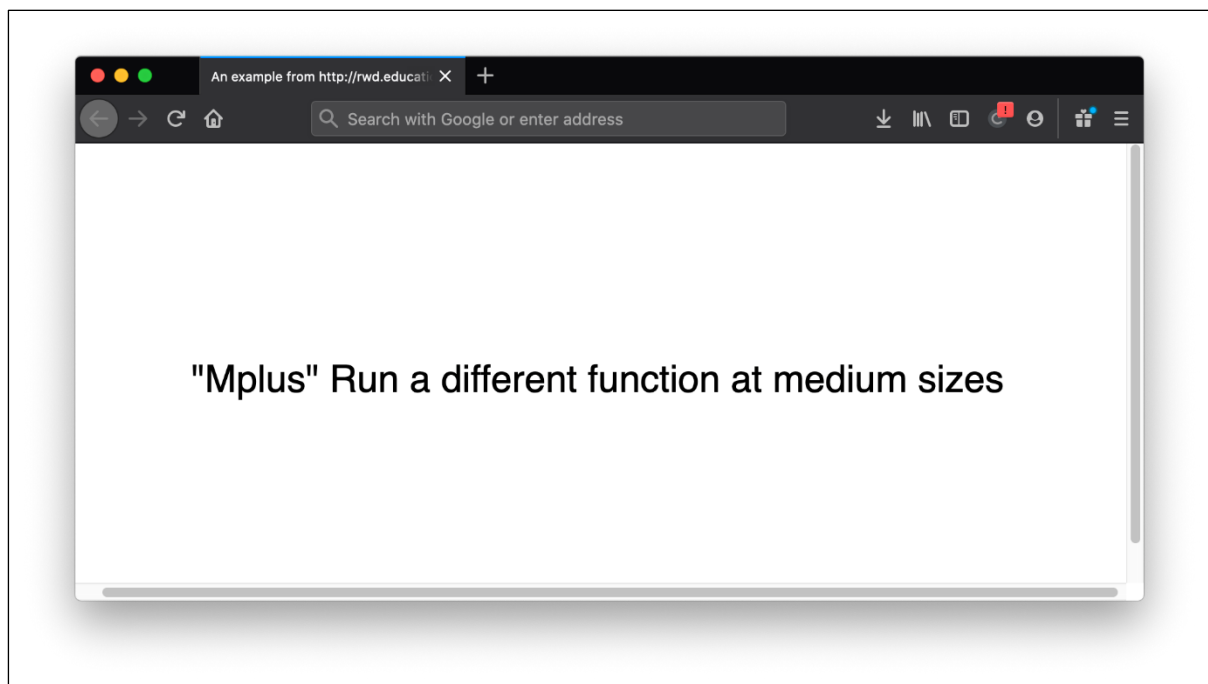 An example from http://rwd.educati
Search with Google or enter address
"Mplus" Run a different function at medium sizes